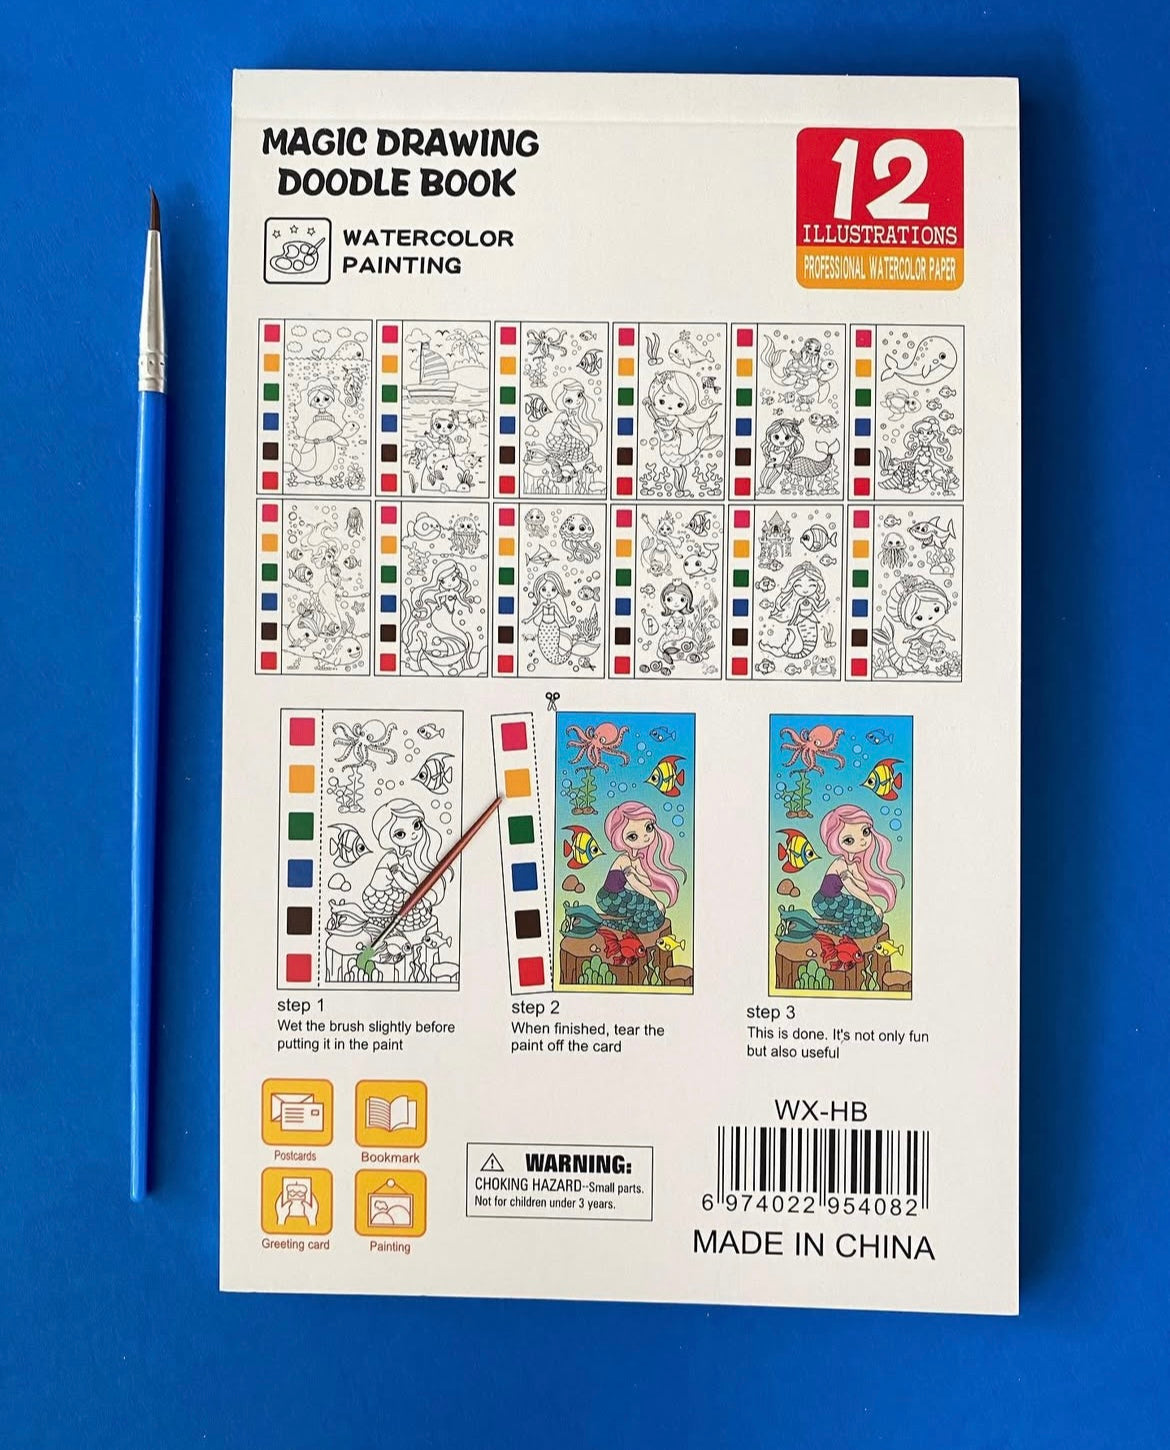 MAGIC DRAWING
DOODLE BOOK
WATERCOLOR
PAINTING
12
ILLUSTRATIONS
PROFESSIONAL WATERCOLOR PAPER
step 1
Wet the brush slightly before
putting it in the paint
step 2
When finished, tear the
paint off the card
step 3
This is done. It's not only fun
but also useful
Postcards
Bookmark
Greeting card
Painting
WARNING:
CHOKING HAZARD--Small parts.
Not for children under 3 years.
WX-HB
6 974022 954082
MADE IN CHINA